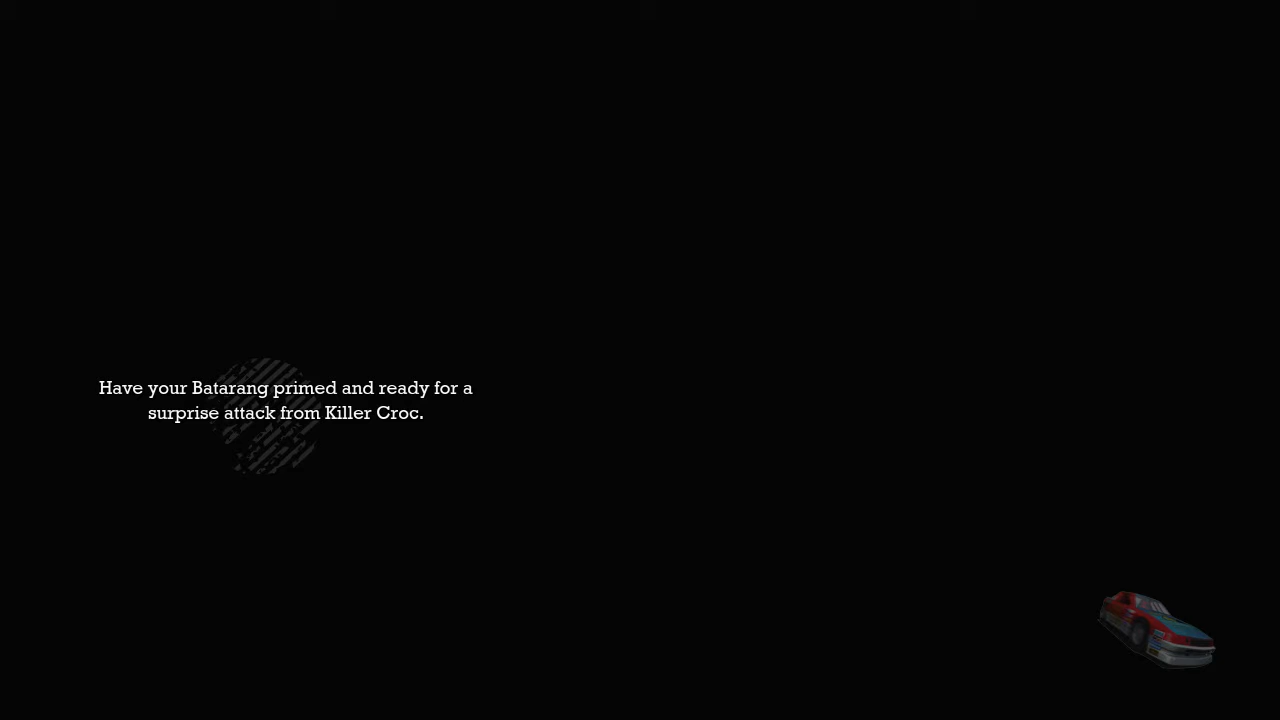 Have your Batarang primed and ready for a
surprise attack from Killer Croc.